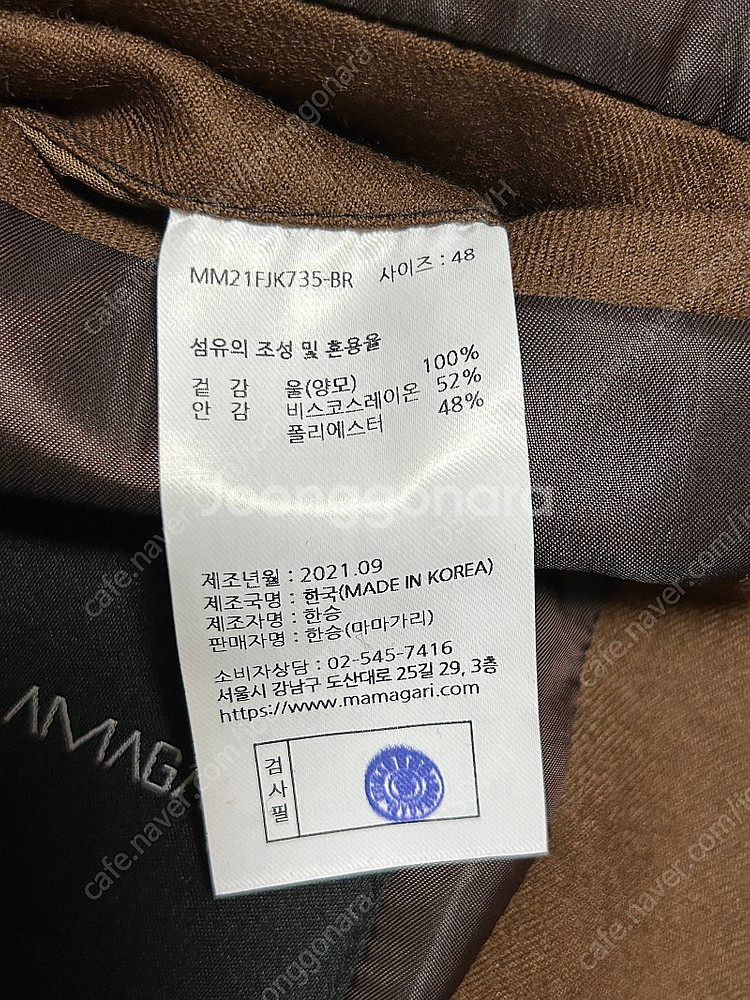 MM21FJK735-BR 사이즈 : 48
섬유의 조성 및 혼용율
겉 감 울(양모) 100%
안 감 비스코스레이온 52%
폴리에스터 48%
Joonggonara
제조년월 : 2021.09
제조국명 : 한국(MADE IN KOREA)
제조자명 : 한승
판매자명 : 한승(마마가리)
소비자상담 : 02-545-7416
서울시 강남구 도산대로 25길 29, 3층
https://www.mamagari.com
AMAGA
검사필